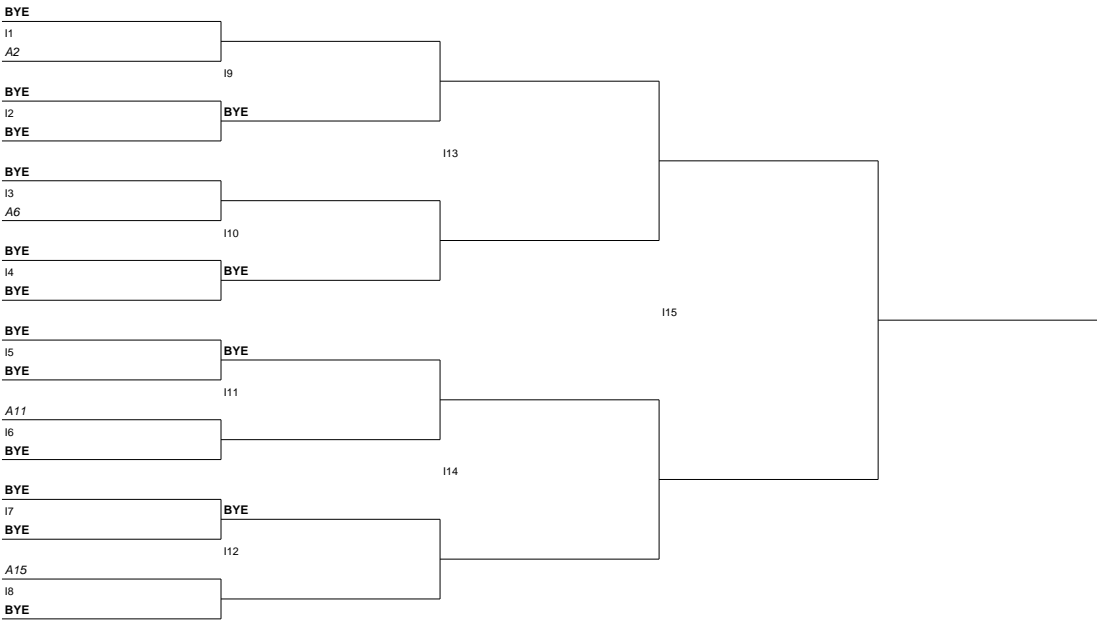 BYE
I1
A2
I9
BYE
I2
BYE
BYE
I13
BYE
I3
A6
I10
BYE
I4
BYE
BYE
I15
BYE
I5
BYE
BYE
I11
A11
I6
BYE
I14
BYE
I7
BYE
BYE
I12
A15
I8
BYE